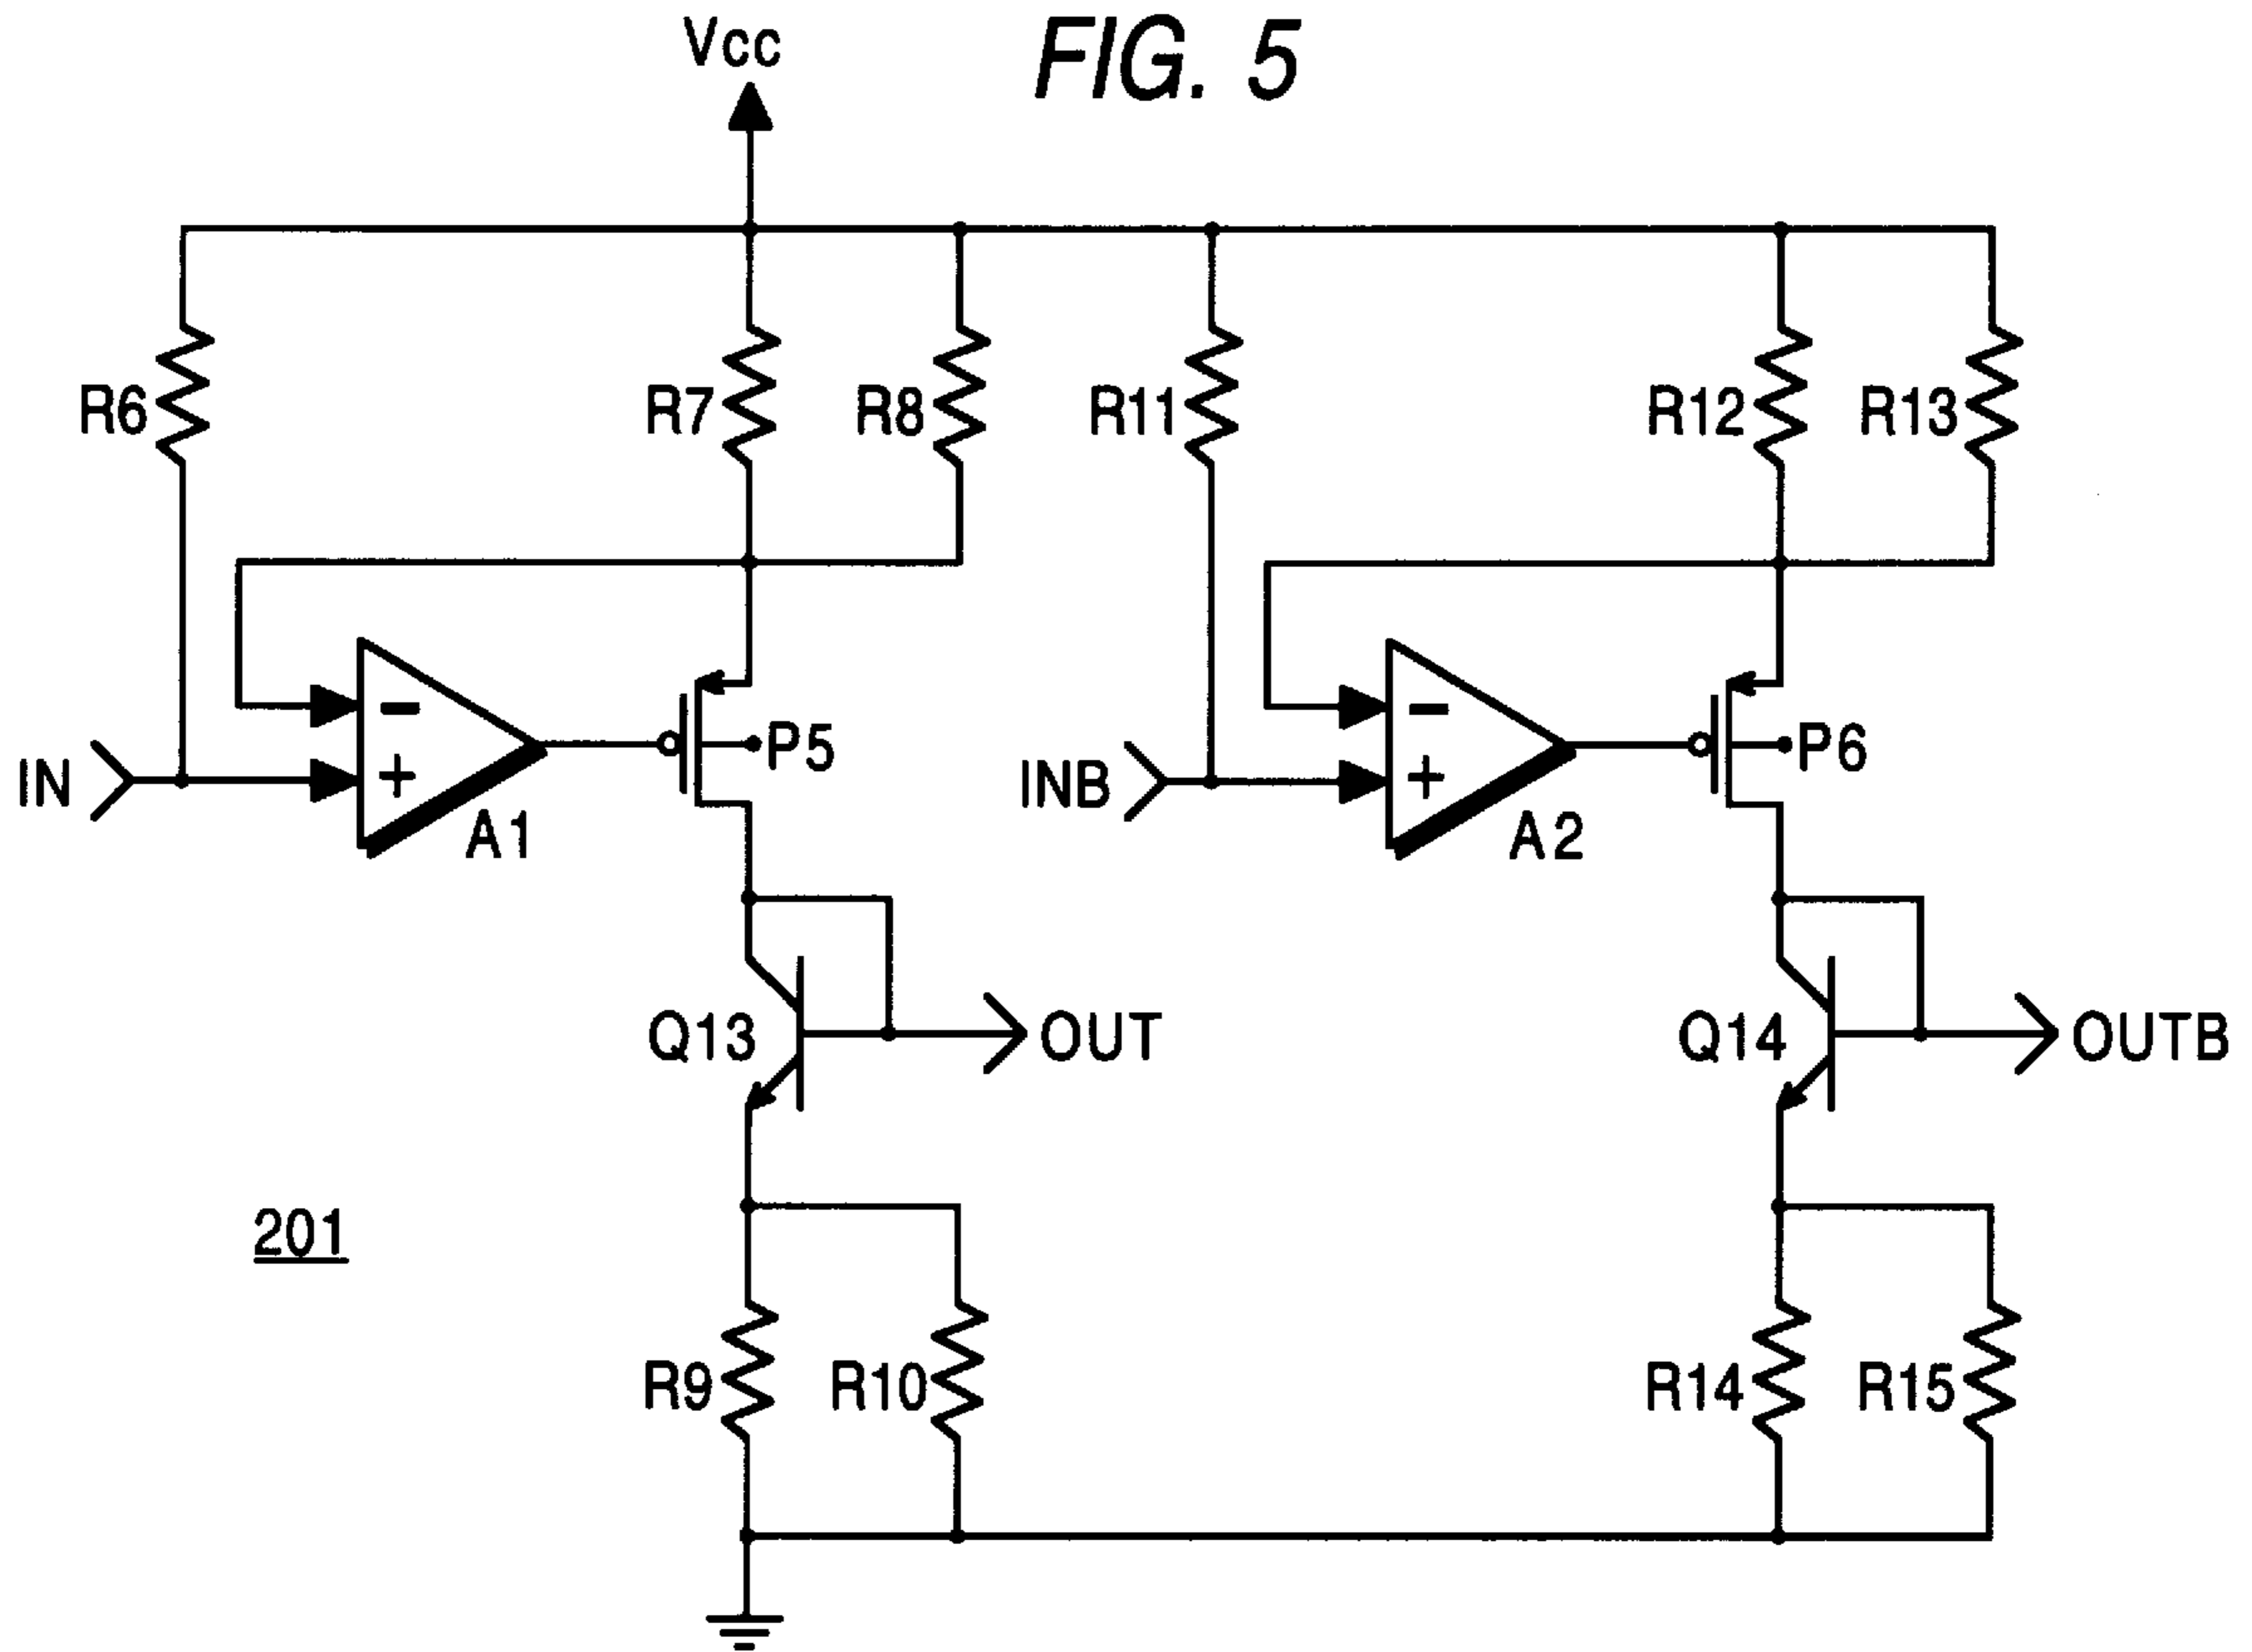 Vcc
FIG. 5
R6
R7
R8
R11
R12
R13
-
-
P5
P6
IN
+
INB
+
A1
A2
Q13
OUT
Q14
OUTB
201
R9
R10
R14
R15